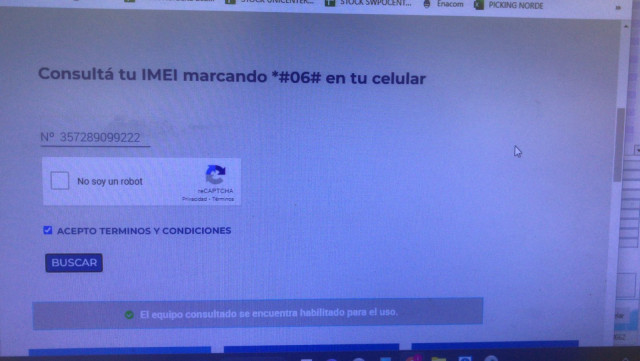 STOCK UNICENTER...
STOCK SWPOCENT...
Enacom
PICKING NORDE
Consultá tu IMEI marcando *#06# en tu celular
Nº 357289099222
No soy un robot
reCAPTCHA
Privacidad - Términos
ACEPTO TERMINOS Y CONDICIONES
BUSCAR
El equipo consultado se encuentra habilitado para el uso.